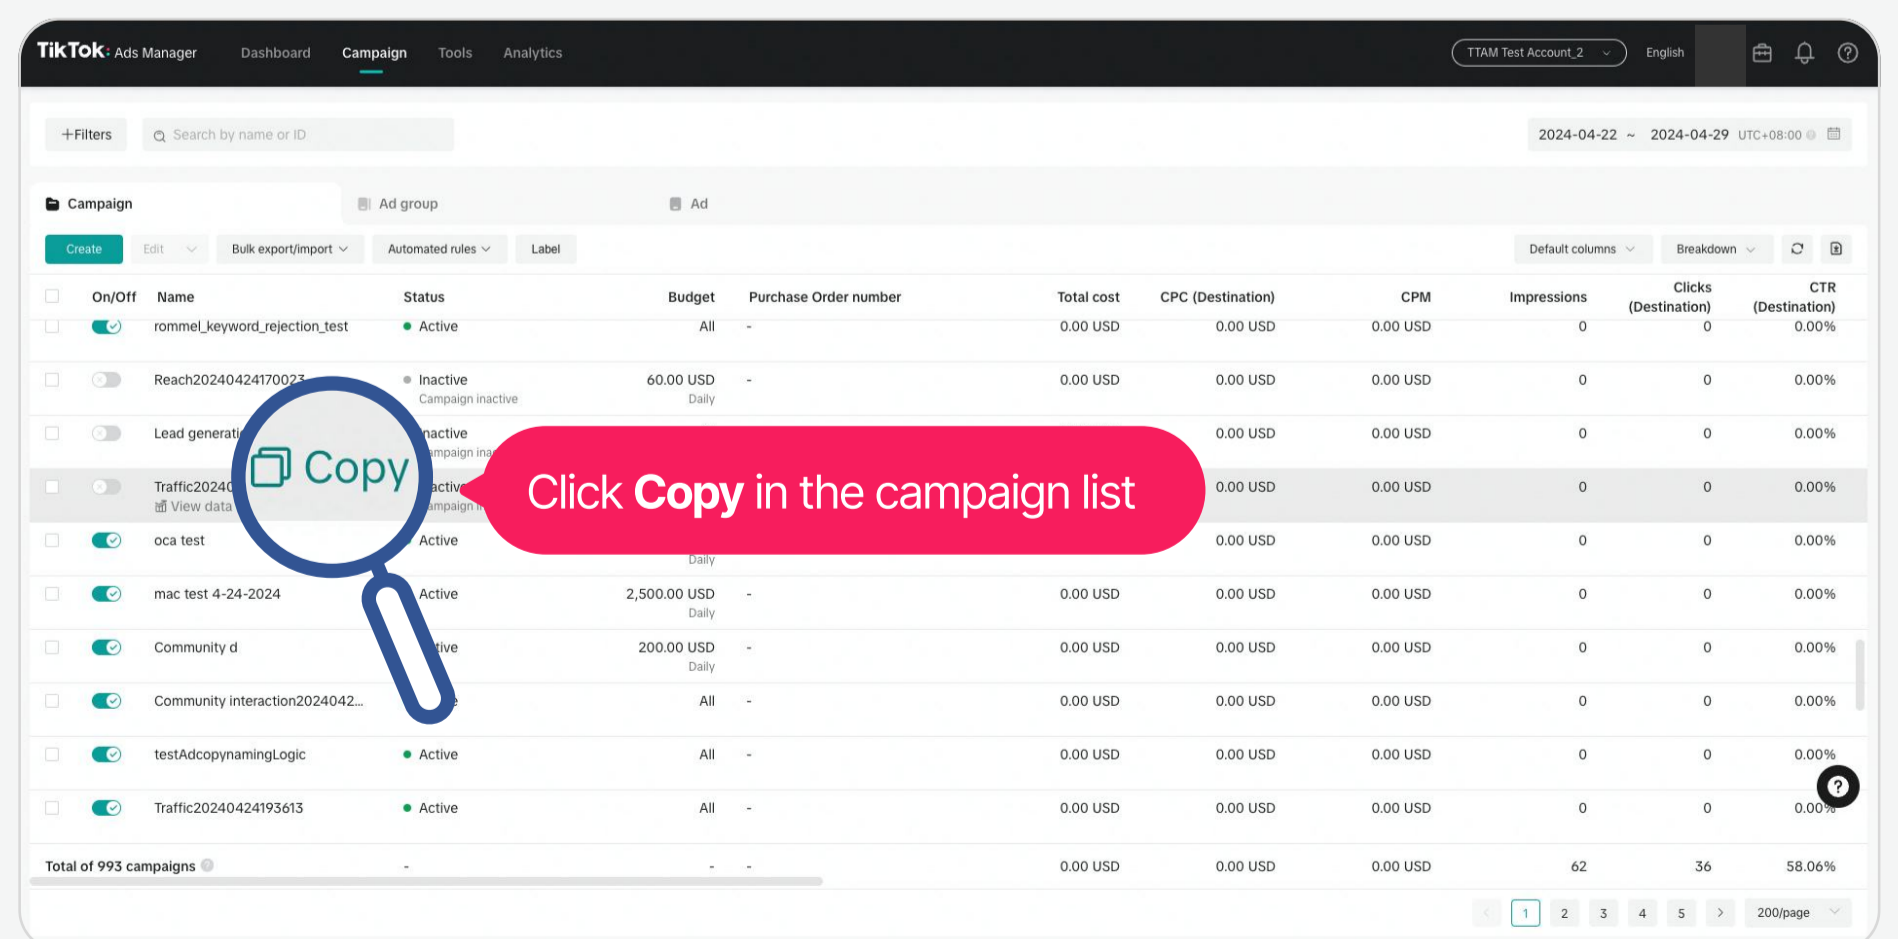 TikTok: Ads Manager Dashboard Campaign Tools Analytics TTAM Test Account_2 English
+Filters Search by name or ID 2024-04-22 ~ 2024-04-29 UTC+08:00
Campaign Ad group Ad
Create Edit Bulk export/import Automated rules Label Default columns Breakdown
On/Off Name Status Budget Purchase Order number Total cost CPC (Destination) CPM Impressions Clicks (Destination) CTR (Destination)
rommel_keyword_rejection_test Active All - 0.00 USD 0.00 USD 0.00 USD 0 0 0.00%
Reach20240424170023 Inactive 60.00 USD - 0.00 USD 0.00 USD 0.00 USD 0 0 0.00%
Campaign inactive Daily
Lead generati nactive 0.00 USD 0.00 USD 0 0 0.00%
ampaign ina
Copy
Click Copy in the campaign list
Traffic2024 active 0.00 USD 0.00 USD 0 0 0.00%
View data ampaign
oca test Active 0.00 USD 0.00 USD 0 0 0.00%
Daily
mac test 4-24-2024 Active 2,500.00 USD - 0.00 USD 0.00 USD 0.00 USD 0 0 0.00%
Daily
Community d tive 200.00 USD - 0.00 USD 0.00 USD 0.00 USD 0 0 0.00%
Daily
Community interaction2024042... All - 0.00 USD 0.00 USD 0.00 USD 0 0 0.00%
testAdcopynamingLogic Active All - 0.00 USD 0.00 USD 0.00 USD 0 0 0.00%
Traffic20240424193613 Active All - 0.00 USD 0.00 USD 0.00 USD 0 0 0.00%
Total of 993 campaigns - - - 0.00 USD 0.00 USD 0.00 USD 62 36 58.06%
1 2 3 4 5 200/page